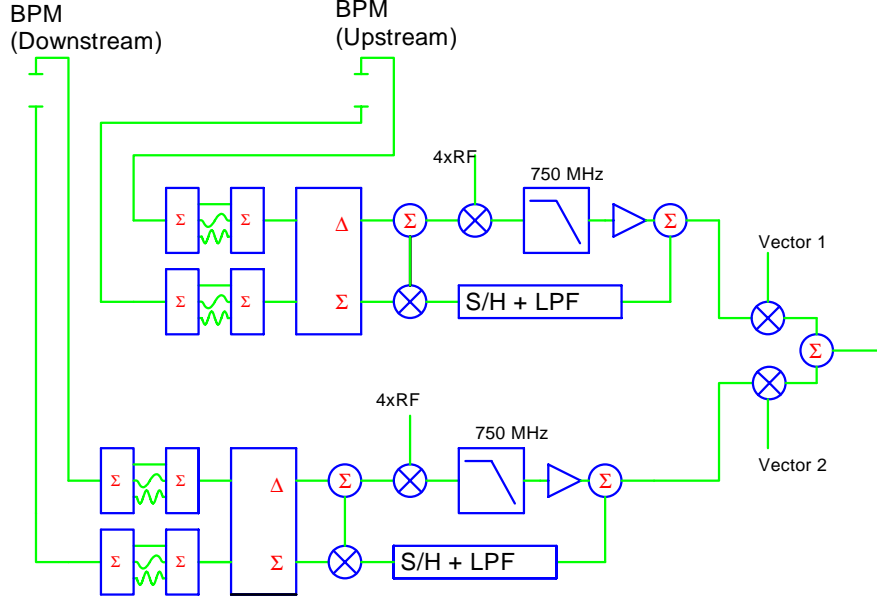 BPM
(Downstream)
BPM
(Upstream)
4xRF
750 MHz
Σ Σ Δ Σ Σ
Vector 1
Σ Σ Σ S/H + LPF
Σ
4xRF
750 MHz
Vector 2
Σ Σ Δ Σ Σ
Σ Σ Σ S/H + LPF